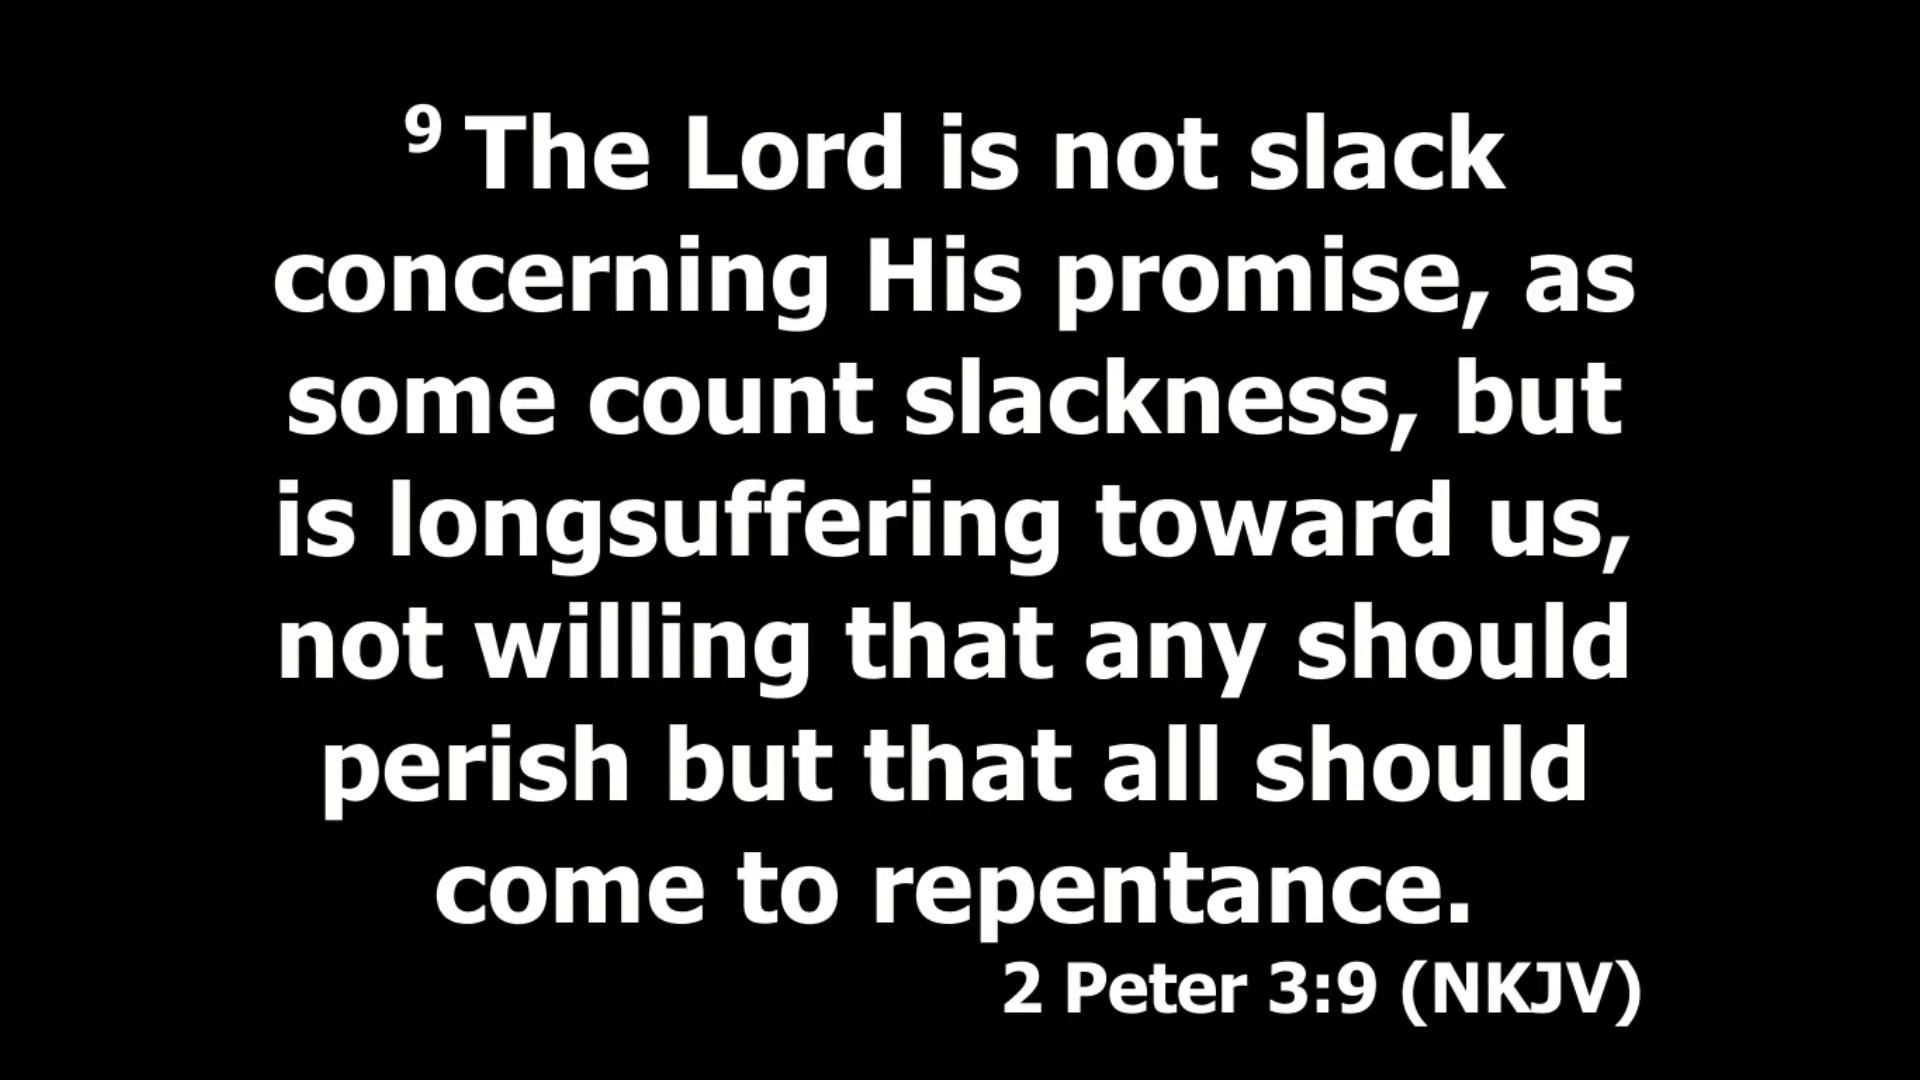 9 The Lord is not slack
concerning His promise, as
some count slackness, but
is longsuffering toward us,
not willing that any should
perish but that all should
come to repentance.
2 Peter 3:9 (NKJV)